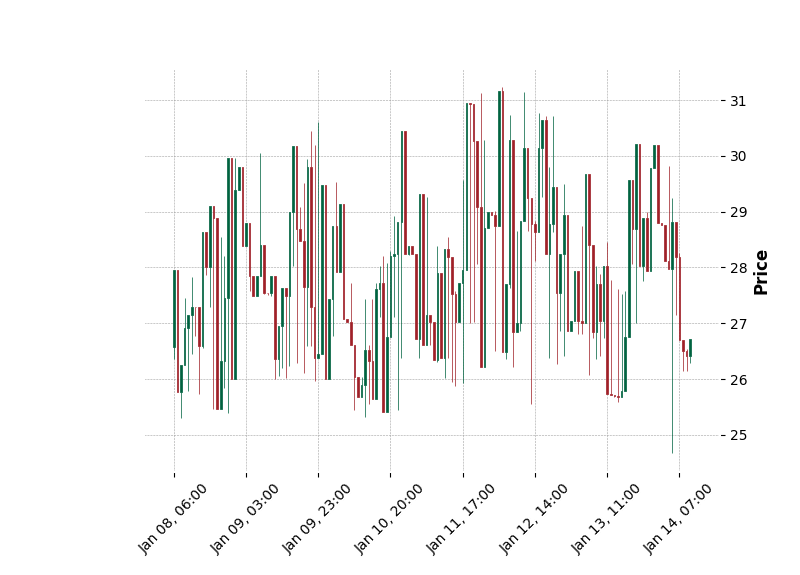 31
30
29
28
27
26
25
Price
Jan 08, 06:00
Jan 09, 03:00
Jan 09, 23:00
Jan 10, 20:00
Jan 11, 17:00
Jan 12, 14:00
Jan 13, 11:00
Jan 14, 07:00